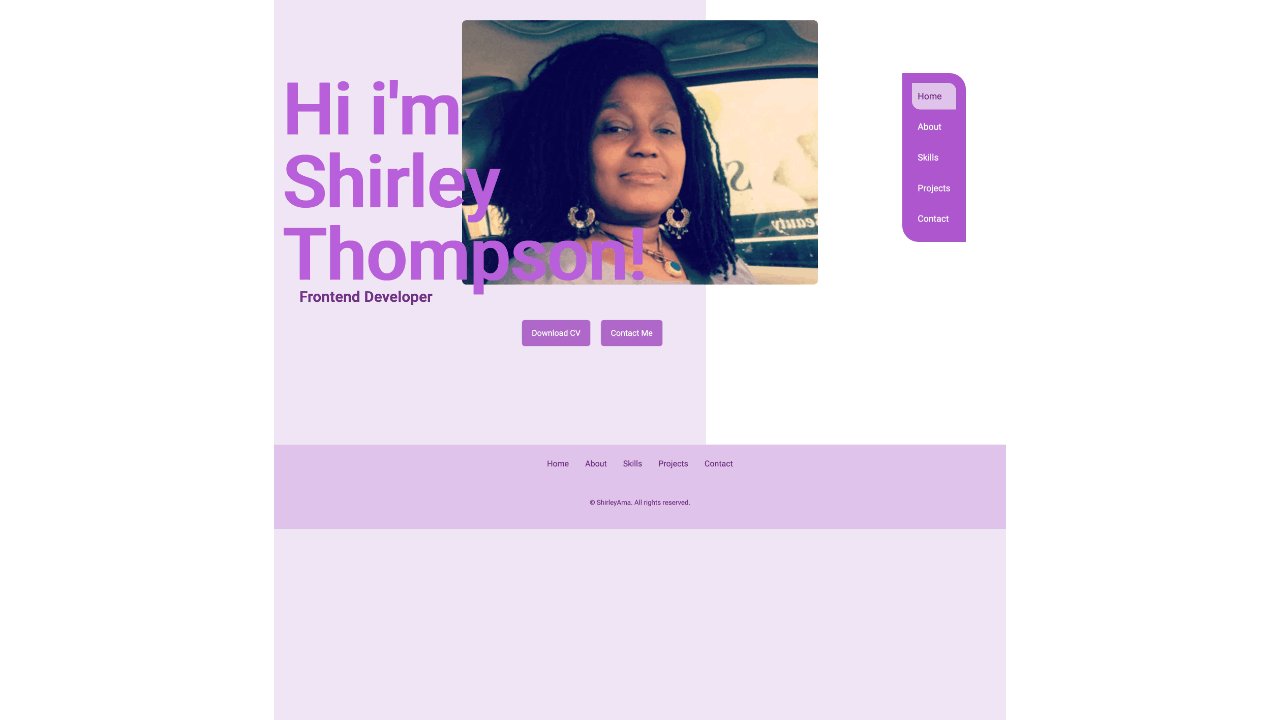 Hi i'm
Shirley
Thompson!
Frontend Developer
Download CV
Contact Me
Home
About
Skills
Projects
Contact
Home About Skills Projects Contact
© ShirleyAma. All rights reserved.